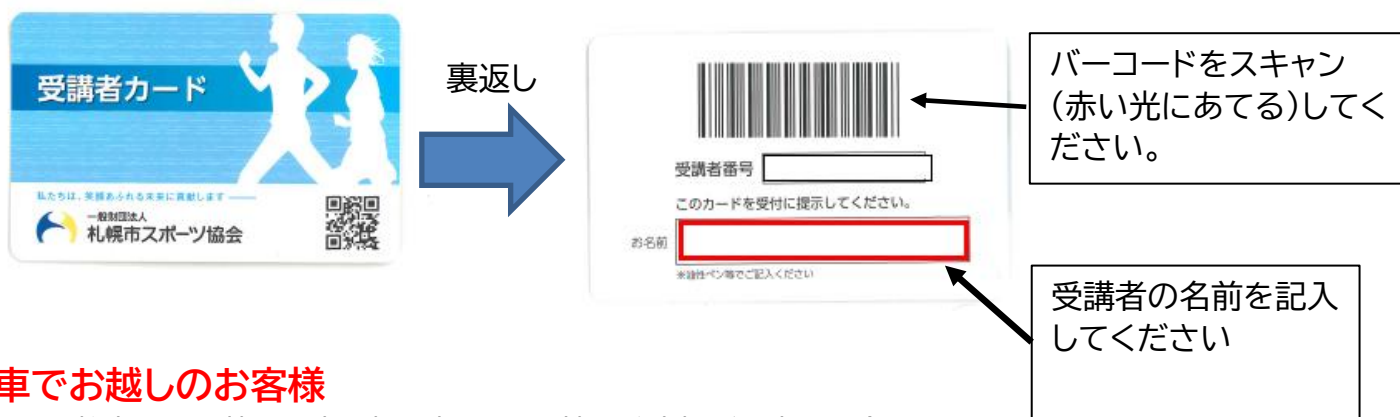 受講者カード
私たちは、笑顔あふれる未来に貢献します
一般財団法人
札幌市スポーツ協会
裏返し
受講者番号
このカードを受付に提示してください。
お名前
※油性ペン等でご記入ください
バーコードをスキャン
(赤い光にあてる)してく
ださい。
受講者の名前を記入
してください
車でお越しのお客様